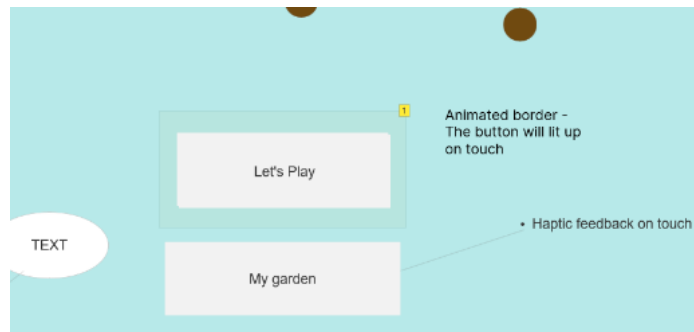 1
Animated border -
The button will lit up
on touch
Let's Play
• Haptic feedback on touch
TEXT
My garden